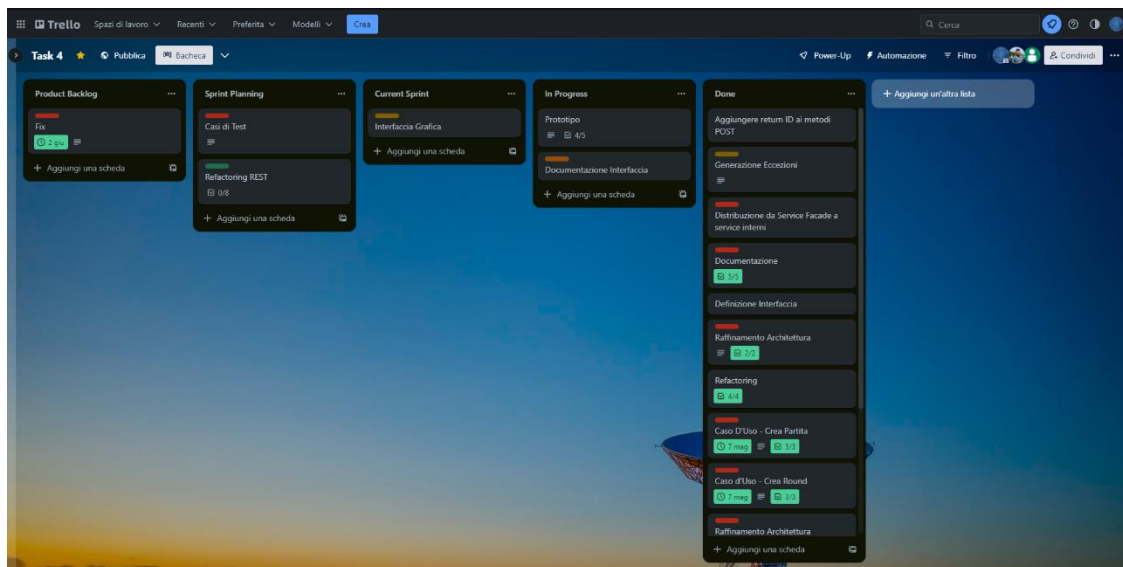 Trello Spazi di lavoro Recenti Preferita Modelli Crea Cerca
Task 4 Pubblica Bacheca Power-Up Automazione Filtro Condividi
Product Backlog
Fix
2 giu
+ Aggiungi una scheda
Sprint Planning
Casi di Test
Refactoring REST
0/8
+ Aggiungi una scheda
Current Sprint
Interfaccia Grafica
+ Aggiungi una scheda
In Progress
Prototipo
4/5
Documentazione Interfaccia
+ Aggiungi una scheda
Done
Aggiungere return ID ai metodi
POST
Generazione Eccezioni
Distribuzione da Service Facade a
service interni
Documentazione
5/5
Definizione Interfaccia
Raffinamento Architettura
2/2
Refactoring
4/4
Caso D'Uso - Crea Partita
7 mag 3/3
Caso d'Uso - Crea Round
7 mag 3/3
Raffinamento Architettura
+ Aggiungi una scheda
+ Aggiungi un'altra lista